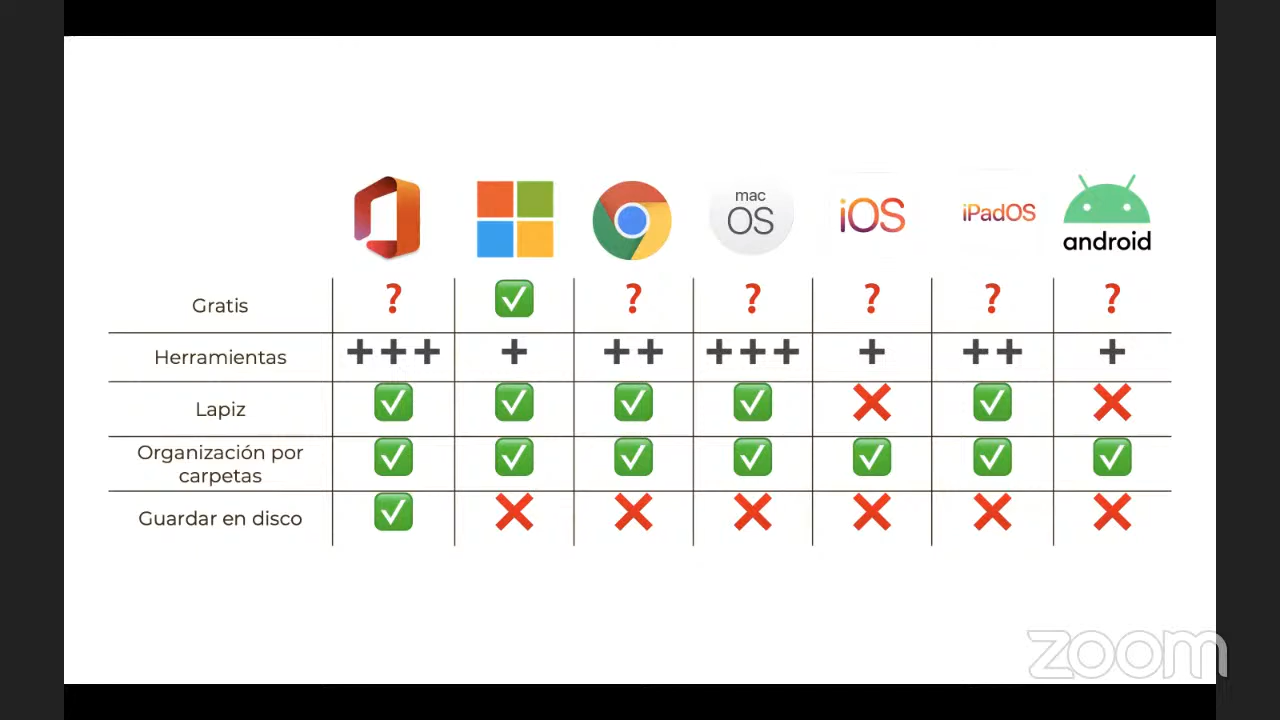 mac
OS
iOS
iPadOS
android
Gratis ? ✅ ? ? ? ? ?
Herramientas +++ + ++ +++ + ++ +
Lapiz ✅ ✅ ✅ ✅ ❌ ✅ ❌
Organización por
carpetas ✅ ✅ ✅ ✅ ✅ ✅ ✅
Guardar en disco ✅ ❌ ❌ ❌ ❌ ❌ ❌
zoom